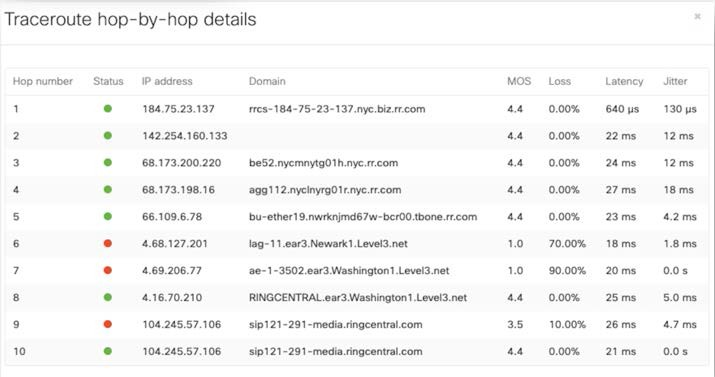 Traceroute hop-by-hop details
×
Hop number Status IP address Domain MOS Loss Latency Jitter
1 184.75.23.137 rrcs-184-75-23-137.nyc.biz.rr.com 4.4 0.00% 640 µs 130 µs
2 142.254.160.133 4.4 0.00% 22 ms 12 ms
3 68.173.200.220 be52.nycmnytg01h.nyc.rr.com 4.4 0.00% 24 ms 12 ms
4 68.173.198.16 agg112.nyclnyrg01r.nyc.rr.com 4.4 0.00% 27 ms 18 ms
5 66.109.6.78 bu-ether19.nwrknjmd67w-bcr00.tbone.rr.com 4.4 0.00% 23 ms 4.2 ms
6 4.68.127.201 lag-11.ear3.Newark1.Level3.net 1.0 70.00% 18 ms 1.8 ms
7 4.69.206.77 ae-1-3502.ear3.Washington1.Level3.net 1.0 90.00% 20 ms 0.0 s
8 4.16.70.210 RINGCENTRAL.ear3.Washington1.Level3.net 4.4 0.00% 25 ms 5.0 ms
9 104.245.57.106 sip121-291-media.ringcentral.com 3.5 10.00% 26 ms 4.7 ms
10 104.245.57.106 sip121-291-media.ringcentral.com 4.4 0.00% 21 ms 0.0 s